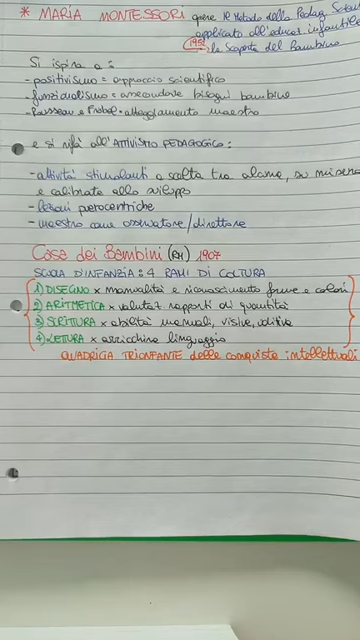 * MARIA MONTESSORI opere Il Metodo della Pedag. Scien
applicato all'educaz. infantile
1950 la Scoperta del Bambino
Si ispira a:
- positivismo = approccio scientifico
- funzionalismo = assecondare bisogni bambino
- Rousseau e Fröbel = atteggiamento maestro
e si rifà all'ATTIVISMO PEDAGOGICO:
- attività stimolanti a scelta tra alcune, su misura
e calibrate allo sviluppo
- lezioni puerocentriche
- maestro come osservatore/direttore
Casa dei Bambini (RM) 1907
SCUOLA D'INFANZIA: 4 RAMI DI COLTURA
1) DISEGNO x manualità e riconoscimento forme e colori
2) ARITMETICA x valutaz rapporti di quantità
3) SCRITTURA x abilità manuali, visive, uditive
4) LETTURA x arricchire linguaggio
QUADRIGA TRIONFANTE delle conquiste intellettuali